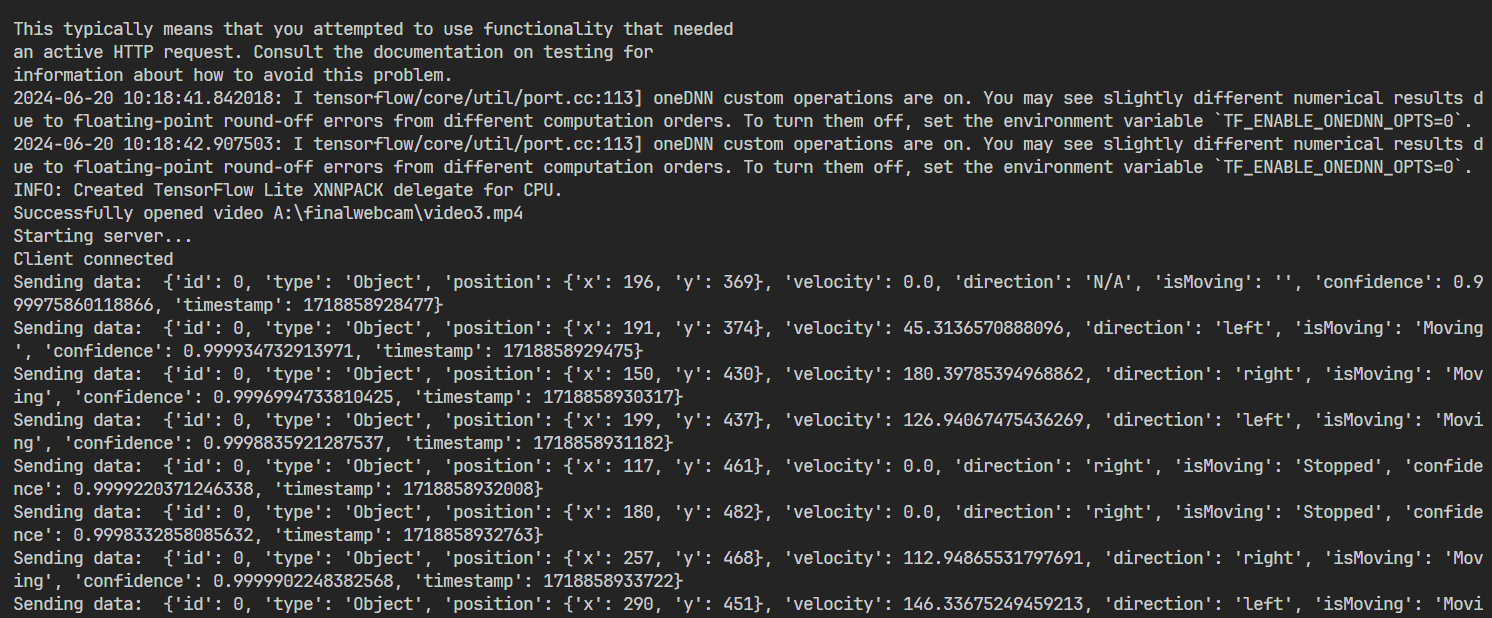 This typically means that you attempted to use functionality that needed
an active HTTP request. Consult the documentation on testing for
information about how to avoid this problem.
2024-06-20 10:18:41.842018: I tensorflow/core/util/port.cc:113] oneDNN custom operations are on. You may see slightly different numerical results d
ue to floating-point round-off errors from different computation orders. To turn them off, set the environment variable `TF_ENABLE_ONEDNN_OPTS=0`.
2024-06-20 10:18:42.907503: I tensorflow/core/util/port.cc:113] oneDNN custom operations are on. You may see slightly different numerical results d
ue to floating-point round-off errors from different computation orders. To turn them off, set the environment variable `TF_ENABLE_ONEDNN_OPTS=0`.
INFO: Created TensorFlow Lite XNNPACK delegate for CPU.
Successfully opened video A:\finalwebcam\video3.mp4
Starting server...
Client connected
Sending data:  {'id': 0, 'type': 'Object', 'position': {'x': 196, 'y': 369}, 'velocity': 0.0, 'direction': 'N/A', 'isMoving': '', 'confidence': 0.9
99975860118866, 'timestamp': 1718858928477}
Sending data:  {'id': 0, 'type': 'Object', 'position': {'x': 191, 'y': 374}, 'velocity': 45.3136570888096, 'direction': 'left', 'isMoving': 'Moving
', 'confidence': 0.999934732913971, 'timestamp': 1718858929475}
Sending data:  {'id': 0, 'type': 'Object', 'position': {'x': 150, 'y': 430}, 'velocity': 180.39785394968862, 'direction': 'right', 'isMoving': 'Mov
ing', 'confidence': 0.9996994733810425, 'timestamp': 1718858930317}
Sending data:  {'id': 0, 'type': 'Object', 'position': {'x': 199, 'y': 437}, 'velocity': 126.94067475436269, 'direction': 'left', 'isMoving': 'Movi
ng', 'confidence': 0.9998835921287537, 'timestamp': 1718858931182}
Sending data:  {'id': 0, 'type': 'Object', 'position': {'x': 117, 'y': 461}, 'velocity': 0.0, 'direction': 'right', 'isMoving': 'Stopped', 'confide
nce': 0.9999220371246338, 'timestamp': 1718858932008}
Sending data:  {'id': 0, 'type': 'Object', 'position': {'x': 180, 'y': 482}, 'velocity': 0.0, 'direction': 'right', 'isMoving': 'Stopped', 'confide
nce': 0.9998332858085632, 'timestamp': 1718858932763}
Sending data:  {'id': 0, 'type': 'Object', 'position': {'x': 257, 'y': 468}, 'velocity': 112.94865531797691, 'direction': 'right', 'isMoving': 'Mov
ing', 'confidence': 0.9999902248382568, 'timestamp': 1718858933722}
Sending data:  {'id': 0, 'type': 'Object', 'position': {'x': 290, 'y': 451}, 'velocity': 146.33675249459213, 'direction': 'left', 'isMoving': 'Movi